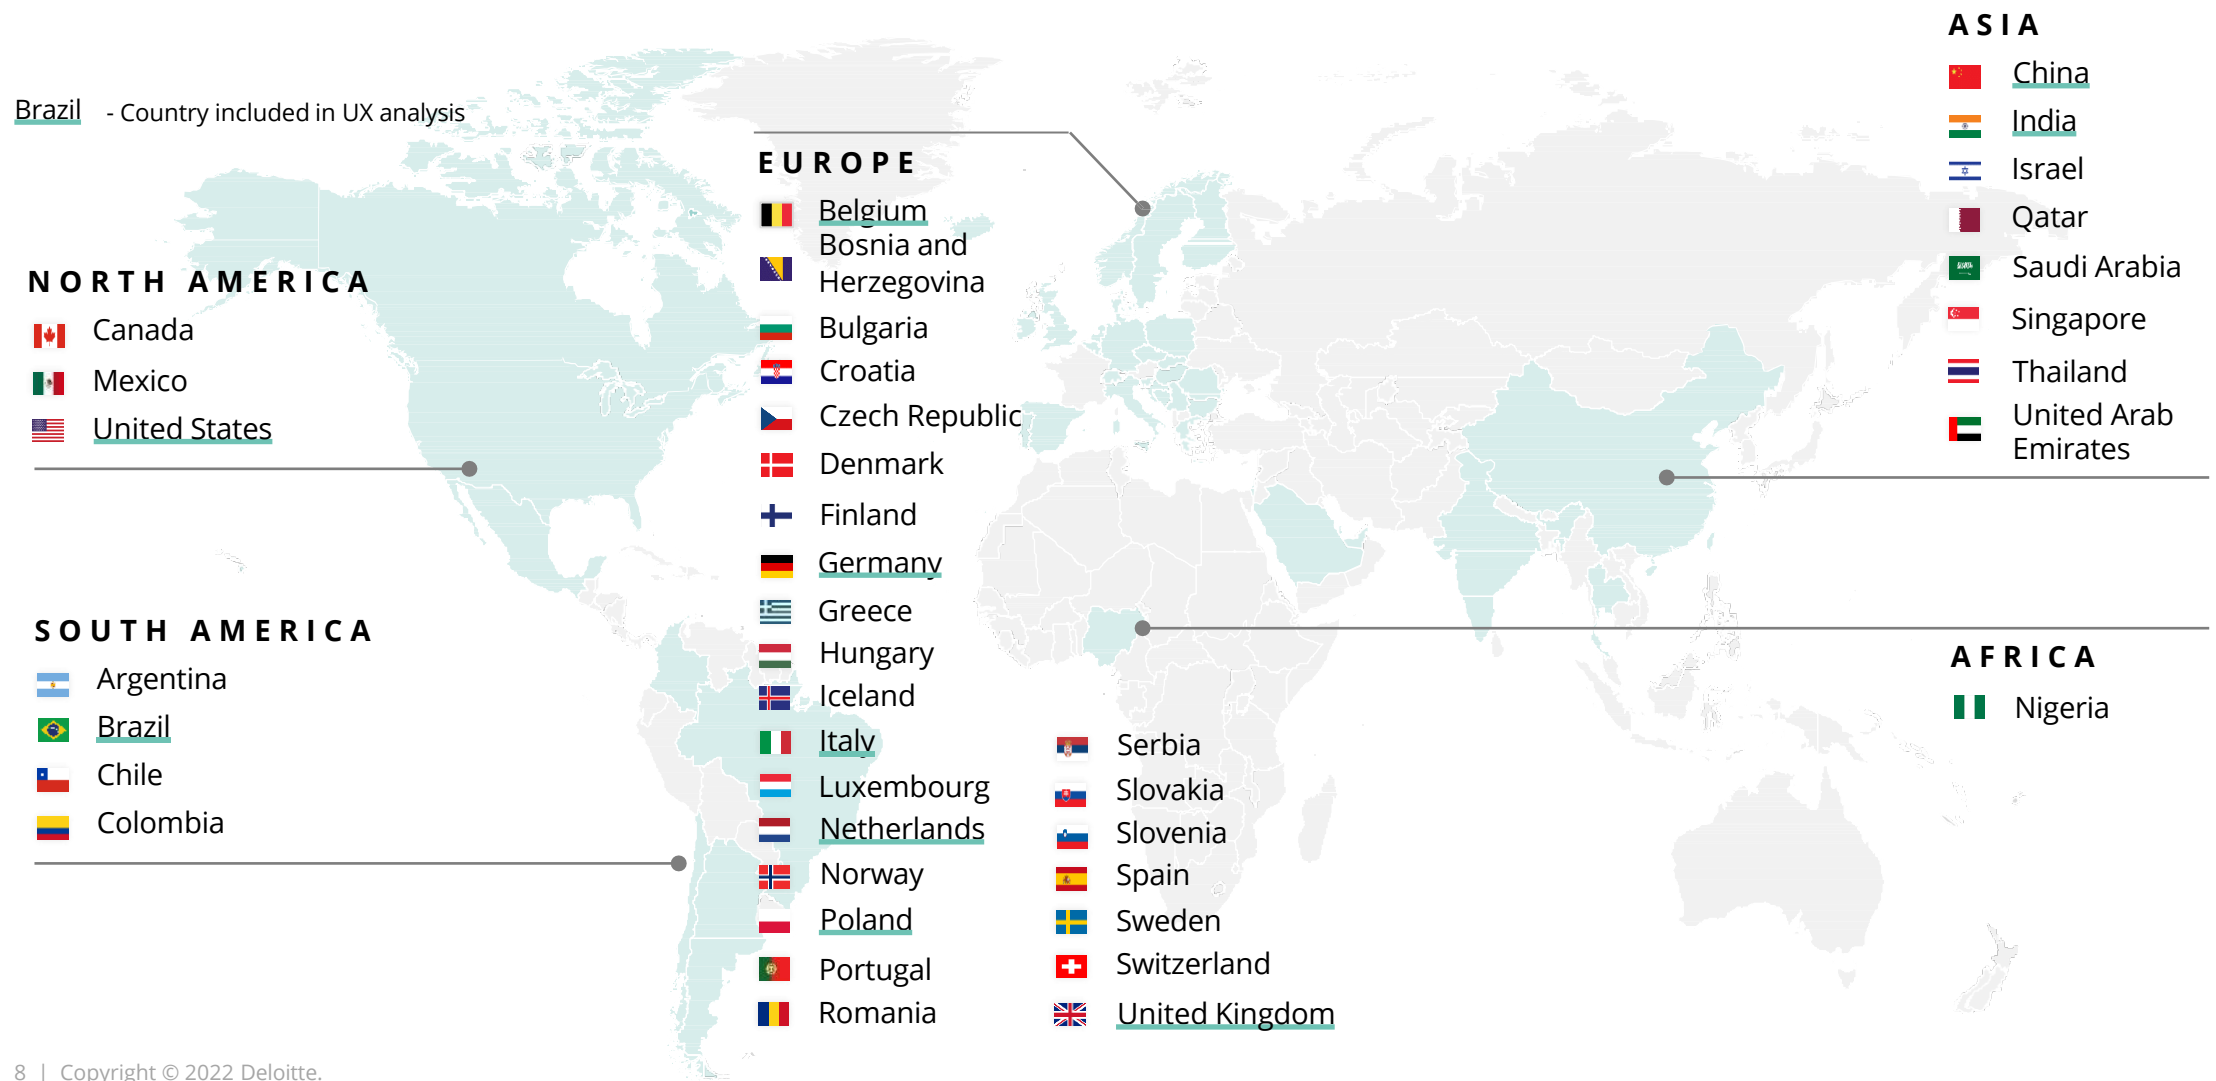 Brazil - Country included in UX analysis
NORTH AMERICA
Canada
Mexico
United States
SOUTH AMERICA
Argentina
Brazil
Chile
Colombia
EUROPE
Belgium
Bosnia and
Herzegovina
Bulgaria
Croatia
Czech Republic
Denmark
Finland
Germany
Greece
Hungary
Iceland
Italy
Luxembourg
Netherlands
Norway
Poland
Portugal
Romania
Serbia
Slovakia
Slovenia
Spain
Sweden
Switzerland
United Kingdom
ASIA
China
India
Israel
Qatar
Saudi Arabia
Singapore
Thailand
United Arab
Emirates
AFRICA
Nigeria
8 | Copyright © 2022 Deloitte.